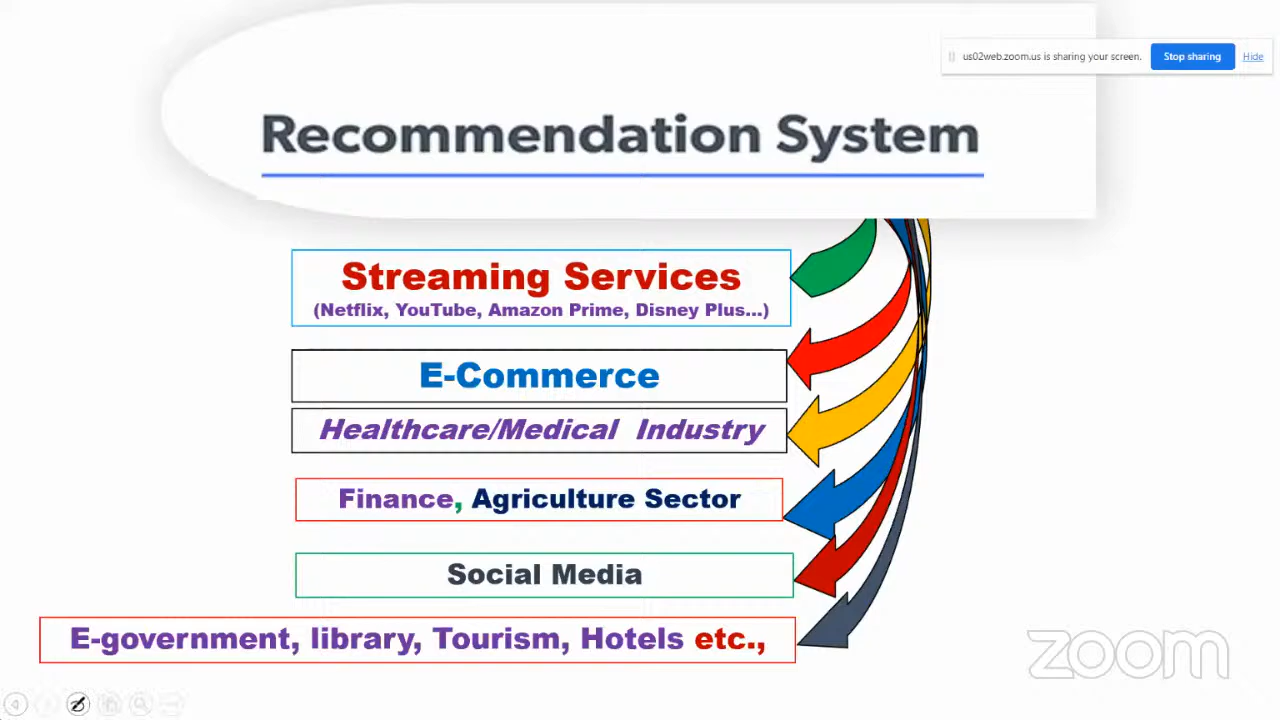 us02web.zoom.us is sharing your screen.
Stop sharing
Hide
Recommendation System
Streaming Services
(Netflix, YouTube, Amazon Prime, Disney Plus...)
E-Commerce
Healthcare/Medical Industry
Finance, Agriculture Sector
Social Media
E-government, library, Tourism, Hotels etc.,
zoom